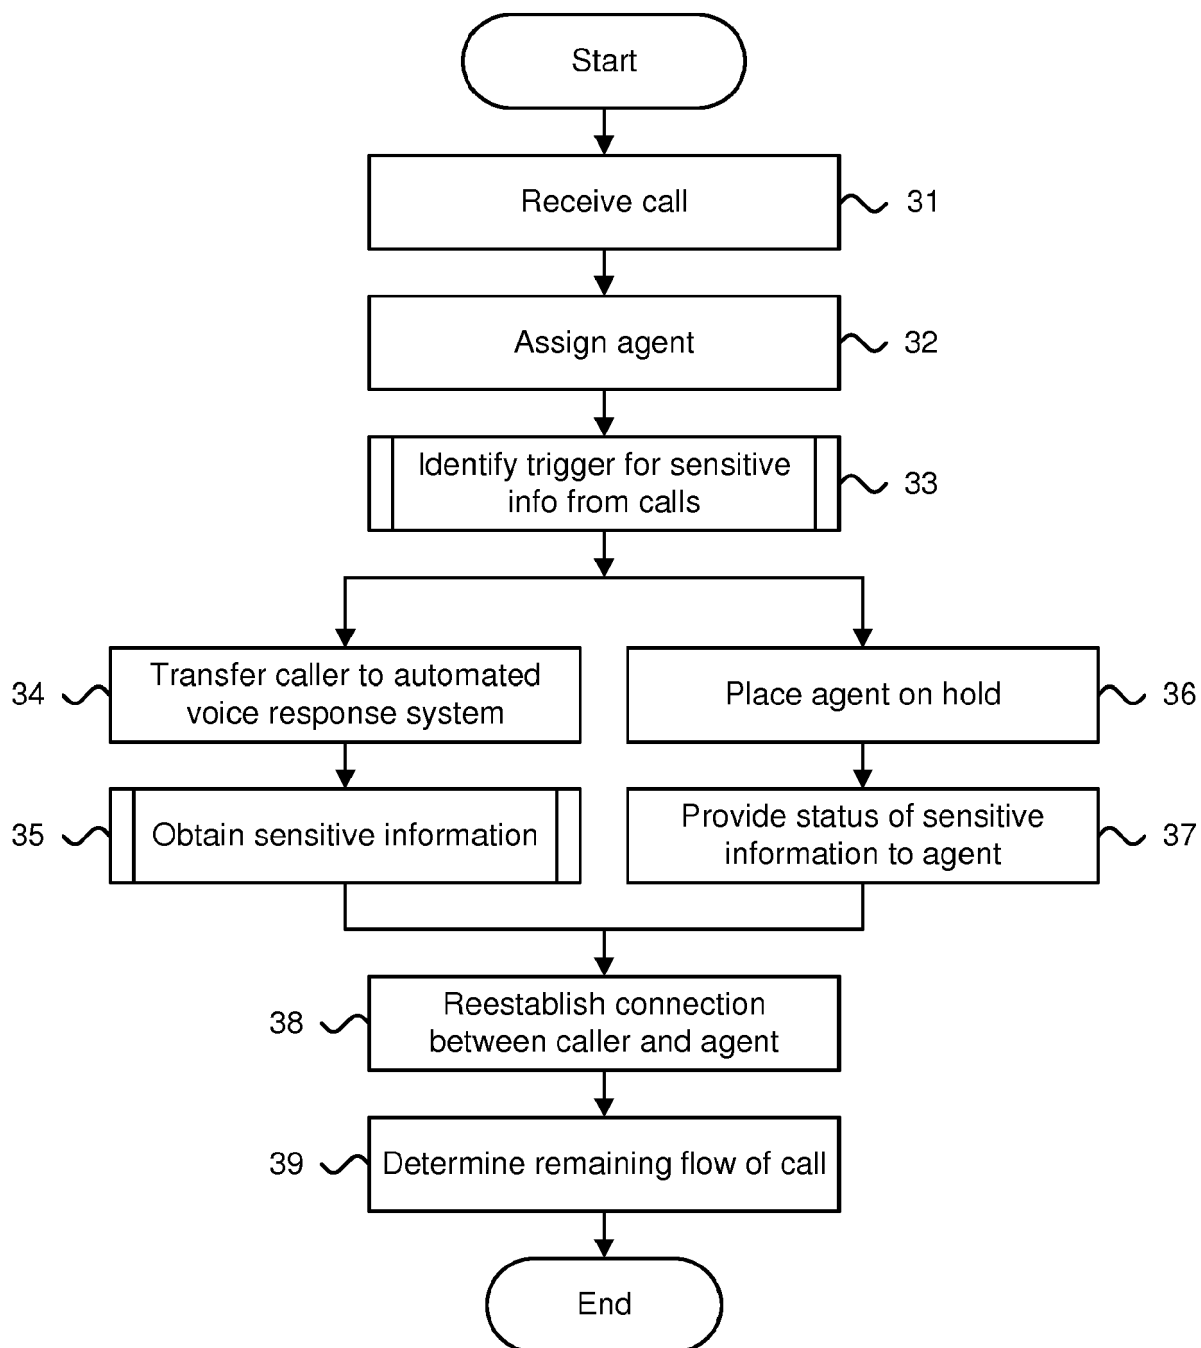 Start
Receive call
31
Assign agent
32
Identify trigger for sensitive
info from calls
33
34
Transfer caller to automated
voice response system
Place agent on hold
36
35
Obtain sensitive information
Provide status of sensitive
information to agent
37
38
Reestablish connection
between caller and agent
39
Determine remaining flow of call
End